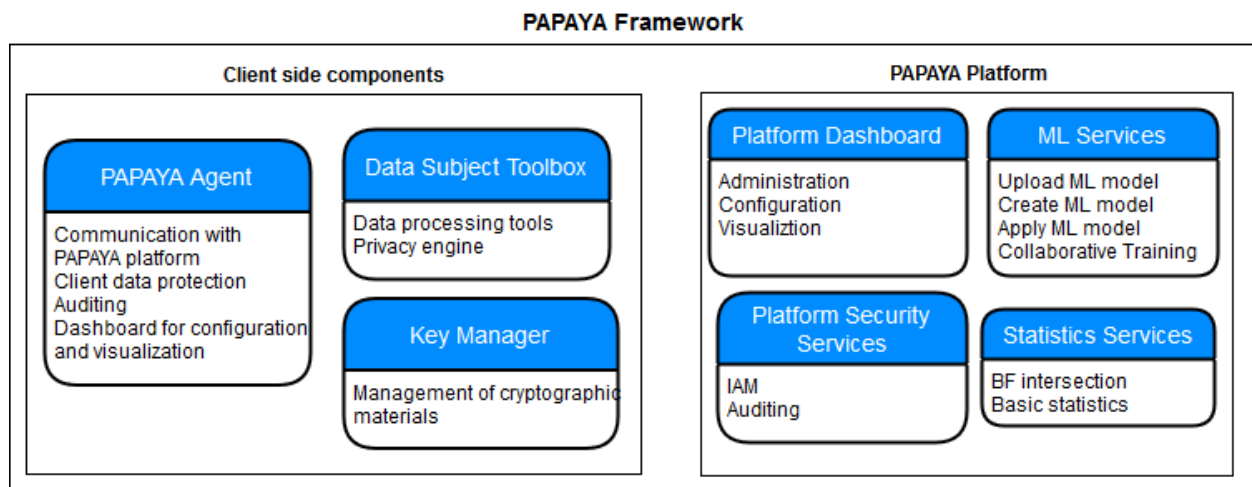 PAPAYA Framework
Client side components
PAPAYA Agent
Communication with
PAPAYA platform
Client data protection
Auditing
Dashboard for configuration
and visualization
Data Subject Toolbox
Data processing tools
Privacy engine
Key Manager
Management of cryptographic
materials
PAPAYA Platform
Platform Dashboard
Administration
Configuration
Visualiztion
ML Services
Upload ML model
Create ML model
Apply ML model
Collaborative Training
Platform Security
Services
IAM
Auditing
Statistics Services
BF intersection
Basic statistics